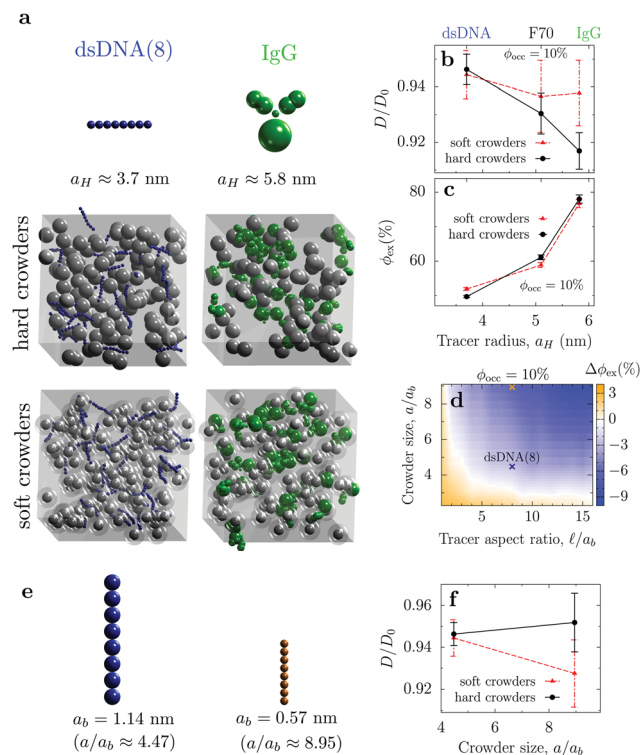 a
dsDNA(8)
IgG
a_H ≈ 3.7 nm
a_H ≈ 5.8 nm
hard crowders
soft crowders
dsDNA F70 IgG
b
ϕ_occ = 10%
D/D_0
0.94
0.92
soft crowders
hard crowders
c
ϕ_ex(%)
80
60
soft crowders
hard crowders
ϕ_occ = 10%
4 5 6
Tracer radius, a_H (nm)
ϕ_occ = 10%
Δϕ_ex(%)
d
Crowder size, a/a_b
8
6
4
dsDNA(8)
3
0
−3
−6
−9
5 10 15
Tracer aspect ratio, ℓ/a_b
e
a_b = 1.14 nm
(a/a_b ≈ 4.47)
a_b = 0.57 nm
(a/a_b ≈ 8.95)
f
D/D_0
0.96
0.94
0.92
soft crowders
hard crowders
4 6 8
Crowder size, a/a_b